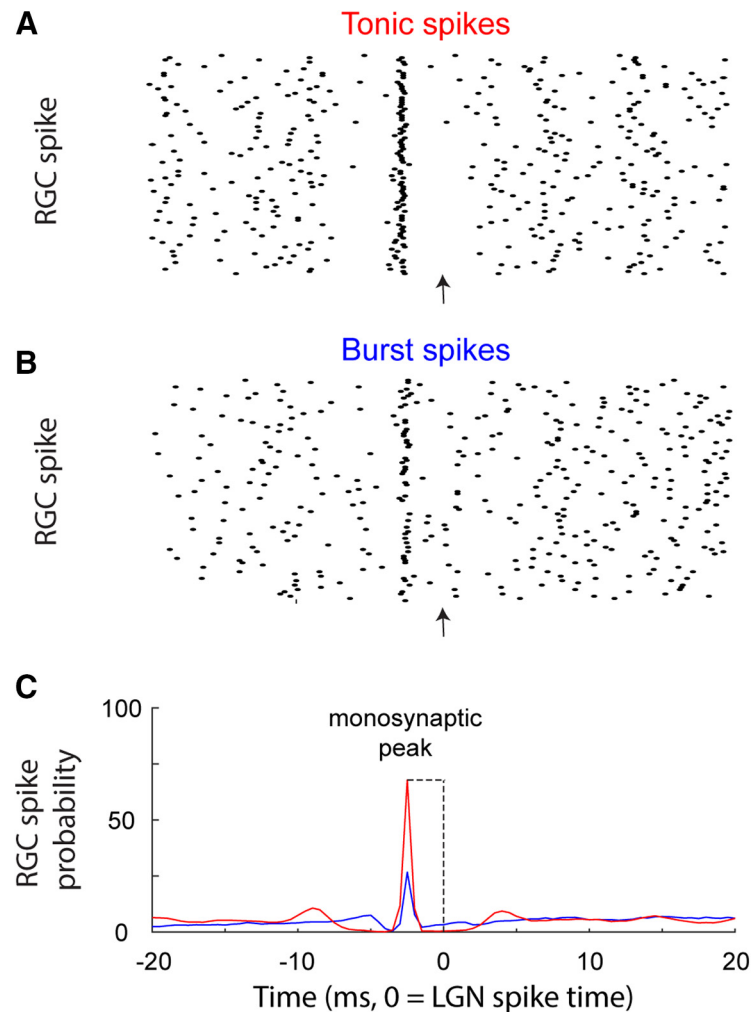 A
Tonic spikes
RGC spike
B
Burst spikes
RGC spike
C
monosynaptic
peak
RGC spike
probability
100
50
0
-20
-10
0
10
20
Time (ms, 0 = LGN spike time)